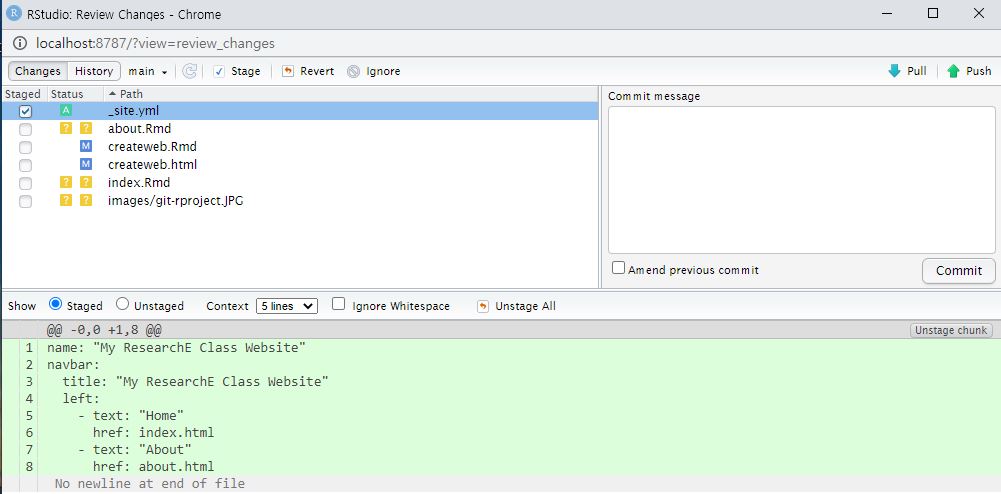 RStudio: Review Changes - Chrome
localhost:8787/?view=review_changes
Changes History main Stage Revert Ignore Pull Push
Staged Status Path
A _site.yml
? ? about.Rmd
M createweb.Rmd
M createweb.html
? ? index.Rmd
? ? images/git-rproject.JPG
Commit message
Amend previous commit Commit
Show Staged Unstaged Context 5 lines Ignore Whitespace Unstage All
@@ -0,0 +1,8 @@ Unstage chunk
1 name: "My ResearchE Class Website"
2 navbar:
3   title: "My ResearchE Class Website"
4   left:
5     - text: "Home"
6       href: index.html
7     - text: "About"
8       href: about.html
No newline at end of file